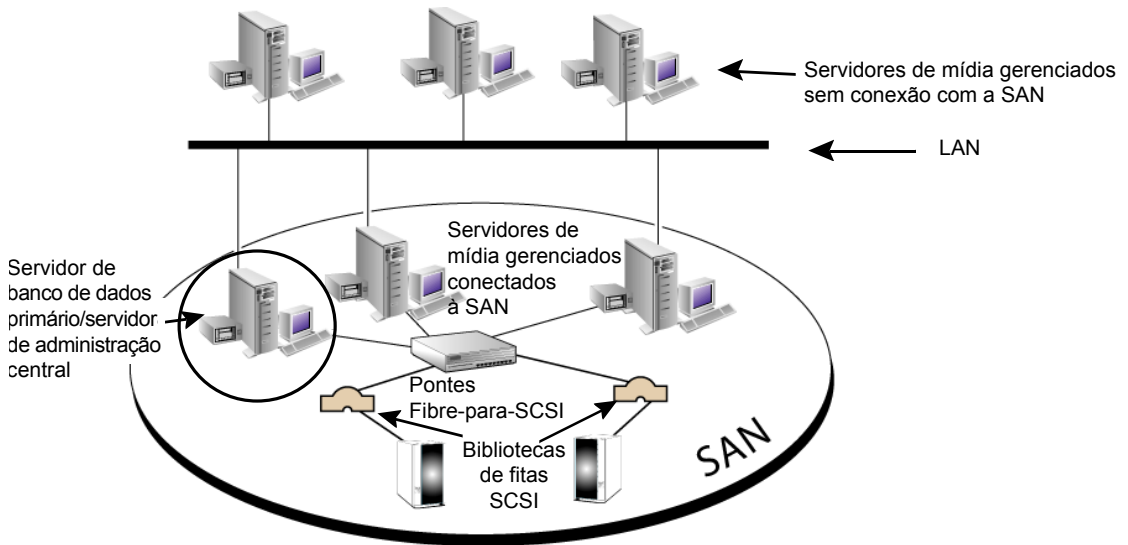 Servidores de mídia gerenciados
sem conexão com a SAN
LAN
Servidores de
mídia gerenciados
conectados
à SAN
Servidor de
banco de dados
primário/servidor
de administração
central
Pontes
Fibre-para-SCSI
Bibliotecas
de fitas
SCSI
SAN